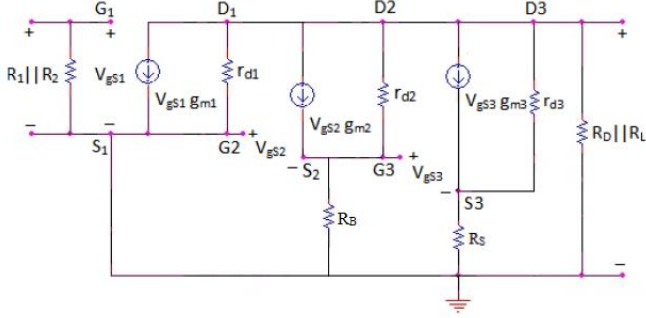 G1 D1 D2 D3
+ + +
R1||R2 VgS1 rd1 rd2 rd3
VgS1 gm1 VgS2 gm2 VgS3 gm3 RD||RL
− − + +
S1 G2 VgS2 − S2 G3 VgS3 − S3
RB RS
−